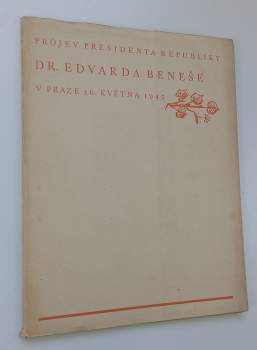 PROJEV PRESIDENTA REPUBLIKY
DR. EDVARDA BENEŠE
V PRAZE 16. KVĚTNA 1945